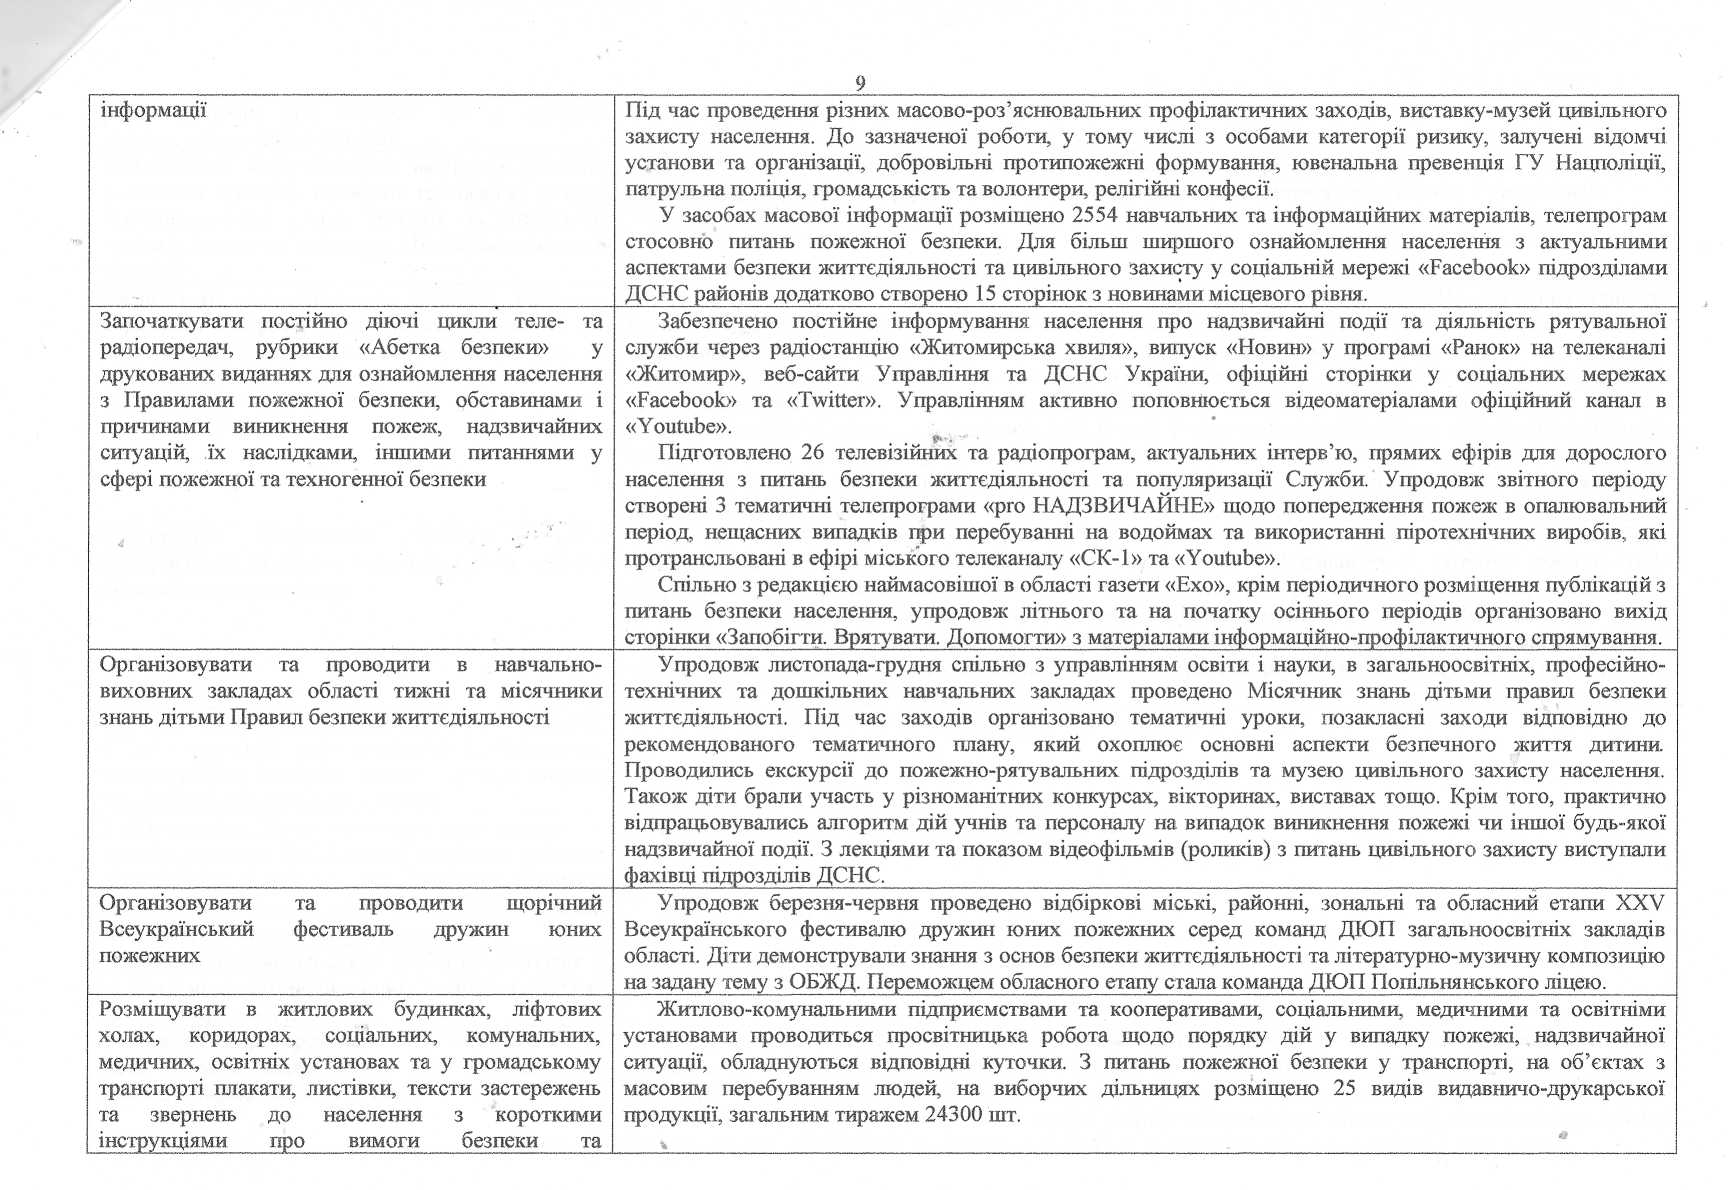 9
інформації
Під час проведення різних масово-роз’яснювальних профілактичних заходів, виставку-музей цивільного
захисту населення. До зазначеної роботи, у тому числі з особами категорії ризику, залучені відомчі
установи та організації, добровільні протипожежні формування, ювенальна превенція ГУ Нацполіції,
патрульна поліція, громадськість та волонтери, релігійні конфесії.
У засобах масової інформації розміщено 2554 навчальних та інформаційних матеріалів, телепрограм
стосовно питань пожежної безпеки. Для більш ширшого ознайомлення населення з актуальними
аспектами безпеки життєдіяльності та цивільного захисту у соціальній мережі «Facebook» підрозділами
ДСНС районів додатково створено 15 сторінок з новинами місцевого рівня.
Започаткувати постійно діючі цикли теле- та
радіопередач, рубрики «Абетка безпеки» у
друкованих виданнях для ознайомлення населення
з Правилами пожежної безпеки, обставинами і
причинами виникнення пожеж, надзвичайних
ситуацій, їх наслідками, іншими питаннями у
сфері пожежної та техногенної безпеки
Забезпечено постійне інформування населення про надзвичайні події та діяльність рятувальної
служби через радіостанцію «Житомирська хвиля», випуск «Новин» у програмі «Ранок» на телеканалі
«Житомир», веб-сайти Управління та ДСНС України, офіційні сторінки у соціальних мережах
«Facebook» та «Twitter». Управлінням активно поповнюється відеоматеріалами офіційний канал в
«Youtube».
Підготовлено 26 телевізійних та радіопрограм, актуальних інтерв’ю, прямих ефірів для дорослого
населення з питань безпеки життєдіяльності та популяризації Служби. Упродовж звітного періоду
створені 3 тематичні телепрограми «pro НАДЗВИЧАЙНЕ» щодо попередження пожеж в опалювальний
період, нещасних випадків при перебуванні на водоймах та використанні піротехнічних виробів, які
протрансльовані в ефірі міського телеканалу «СК-1» та «Youtube».
Спільно з редакцією наймасовішої в області газети «Ехо», крім періодичного розміщення публікацій з
питань безпеки населення, упродовж літнього та на початку осіннього періодів організовано вихід
сторінки «Запобігти. Врятувати. Допомогти» з матеріалами інформаційно-профілактичного спрямування.
Організовувати та проводити в навчально-
виховних закладах області тижні та місячники
знань дітьми Правил безпеки життєдіяльності
Упродовж листопада-грудня спільно з управлінням освіти і науки, в загальноосвітніх, професійно-
технічних та дошкільних навчальних закладах проведено Місячник знань дітьми правил безпеки
життєдіяльності. Під час заходів організовано тематичні уроки, позакласні заходи відповідно до
рекомендованого тематичного плану, який охоплює основні аспекти безпечного життя дитини.
Проводились екскурсії до пожежно-рятувальних підрозділів та музею цивільного захисту населення.
Також діти брали участь у різноманітних конкурсах, вікторинах, виставах тощо. Крім того, практично
відпрацьовувались алгоритм дій учнів та персоналу на випадок виникнення пожежі чи іншої будь-якої
надзвичайної події. З лекціями та показом відеофільмів (роликів) з питань цивільного захисту виступали
фахівці підрозділів ДСНС.
Організовувати та проводити щорічний
Всеукраїнський фестиваль дружин юних
пожежних
Упродовж березня-червня проведено відбіркові міські, районні, зональні та обласний етапи XXV
Всеукраїнського фестивалю дружин юних пожежних серед команд ДЮП загальноосвітніх закладів
області. Діти демонстрували знання з основ безпеки життєдіяльності та літературно-музичну композицію
на задану тему з ОБЖД. Переможцем обласного етапу стала команда ДЮП Попільнянського ліцею.
Розміщувати в житлових будинках, ліфтових
холах, коридорах, соціальних, комунальних,
медичних, освітніх установах та у громадському
транспорті плакати, листівки, тексти застережень
та звернень до населення з короткими
інструкціями про вимоги безпеки та
Житлово-комунальними підприємствами та кооперативами, соціальними, медичними та освітніми
установами проводиться просвітницька робота щодо порядку дій у випадку пожежі, надзвичайної
ситуації, обладнуються відповідні куточки. З питань пожежної безпеки у транспорті, на об’єктах з
масовим перебуванням людей, на виборчих дільницях розміщено 25 видів видавничо-друкарської
продукції, загальним тиражем 24300 шт.